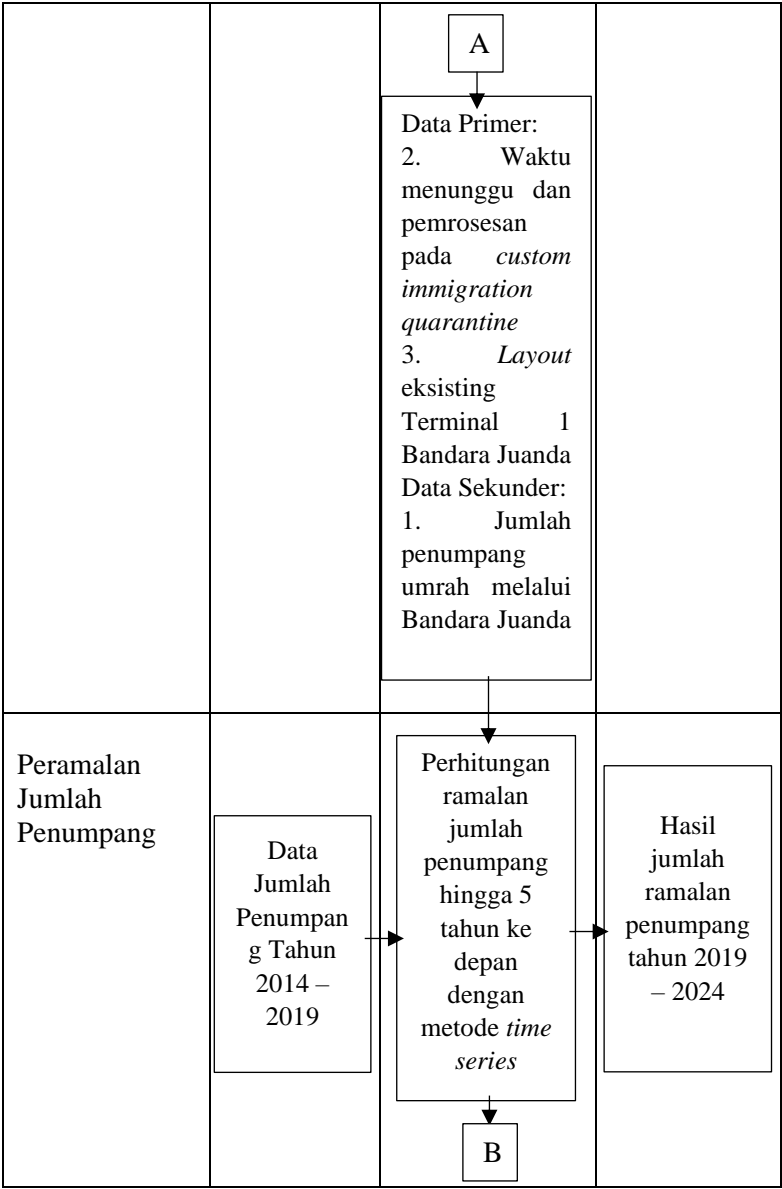 A
Data Primer:
2. Waktu
menunggu dan
pemrosesan
pada custom
immigration
quarantine
3. Layout
eksisting
Terminal 1
Bandara Juanda
Data Sekunder:
1. Jumlah
penumpang
umrah melalui
Bandara Juanda
Peramalan
Jumlah
Penumpang
Data
Jumlah
Penumpan
g Tahun
2014 –
2019
Perhitungan
ramalan
jumlah
penumpang
hingga 5
tahun ke
depan
dengan
metode time
series
Hasil
jumlah
ramalan
penumpang
tahun 2019
– 2024
B